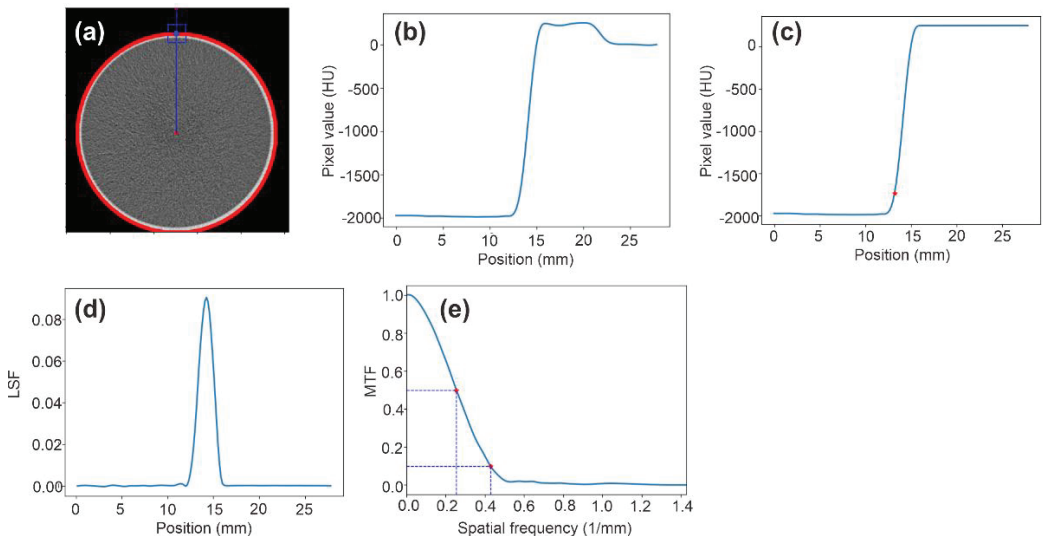 (a)
(b)
Pixel value (HU)
0
-500
-1000
-1500
-2000
0 5 10 15 20 25
Position (mm)
(c)
Pixel value (HU)
0
-500
-1000
-1500
-2000
0 5 10 15 20 25
Position (mm)
(d)
LSF
0.08
0.06
0.04
0.02
0.00
0 5 10 15 20 25
Position (mm)
(e)
MTF
1.0
0.8
0.6
0.4
0.2
0.0
0.0 0.2 0.4 0.6 0.8 1.0 1.2 1.4
Spatial frequency (1/mm)